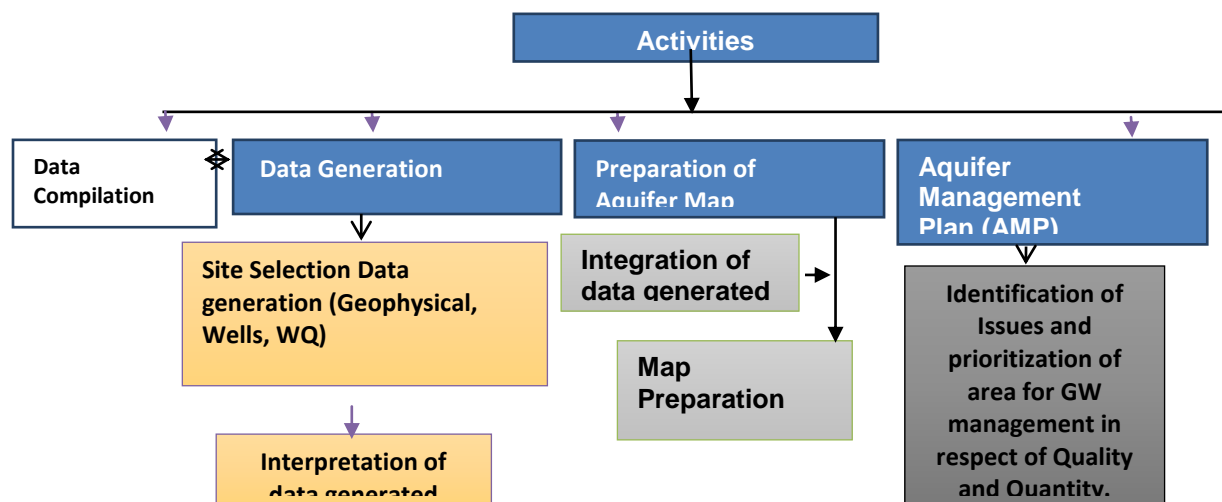 Activities
Data
Compilation
Data Generation
Preparation of
Aquifer Map
Aquifer
Management
Plan (AMP)
Site Selection Data
generation (Geophysical,
Wells, WQ)
Integration of
data generated
Map
Preparation
Identification of
Issues and
prioritization of
area for GW
management in
respect of Quality
and Quantity.
Interpretation of
data generated